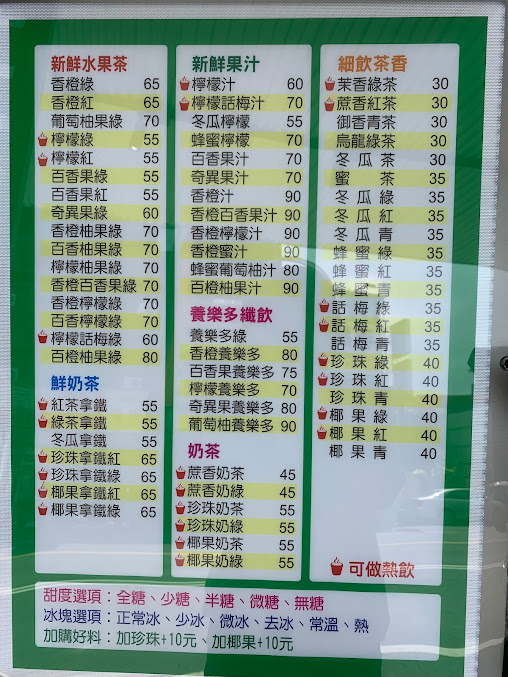 新鮮水果茶
香橙綠 65
香橙紅 65
葡萄柚果綠 70
檸檬綠 55
檸檬紅 55
百香果綠 55
百香果紅 55
奇異果綠 60
香橙柚果綠 70
百香柚果綠 70
檸檬柚果綠 70
香橙百香果綠 70
香橙檸檬綠 70
百香檸檬綠 70
檸檬話梅綠 60
百橙柚果綠 80
鮮奶茶
紅茶拿鐵 55
綠茶拿鐵 55
冬瓜拿鐵 55
珍珠拿鐵紅 65
珍珠拿鐵綠 65
椰果拿鐵紅 65
椰果拿鐵綠 65
新鮮果汁
檸檬汁 60
檸檬話梅汁 70
冬瓜檸檬 55
蜂蜜檸檬 70
百香果汁 70
奇異果汁 70
香橙汁 90
香橙百香果汁 90
香橙檸檬汁 90
香橙蜜汁 90
蜂蜜葡萄柚汁 80
百橙柚果汁 90
養樂多纖飲
養樂多綠 55
香橙養樂多 80
百香果養樂多 75
檸檬養樂多 70
奇異果養樂多 80
葡萄柚養樂多 90
奶茶
蔗香奶茶 45
蔗香奶綠 45
珍珠奶茶 55
珍珠奶綠 55
椰果奶茶 55
椰果奶綠 55
細飲茶香
茉香綠茶 30
蔗香紅茶 30
御香青茶 30
烏龍綠茶 30
冬瓜茶 30
蜜茶 35
冬瓜綠 35
冬瓜紅 35
冬瓜青 35
蜂蜜綠 35
蜂蜜紅 35
蜂蜜青 35
話梅綠 35
話梅紅 35
話梅青 35
珍珠綠 40
珍珠紅 40
珍珠青 40
椰果綠 40
椰果紅 40
椰果青 40
可做熱飲
甜度選項：全糖、少糖、半糖、微糖、無糖
冰塊選項：正常冰、少冰、微冰、去冰、常溫、熱
加購好料：加珍珠+10元、加椰果+10元